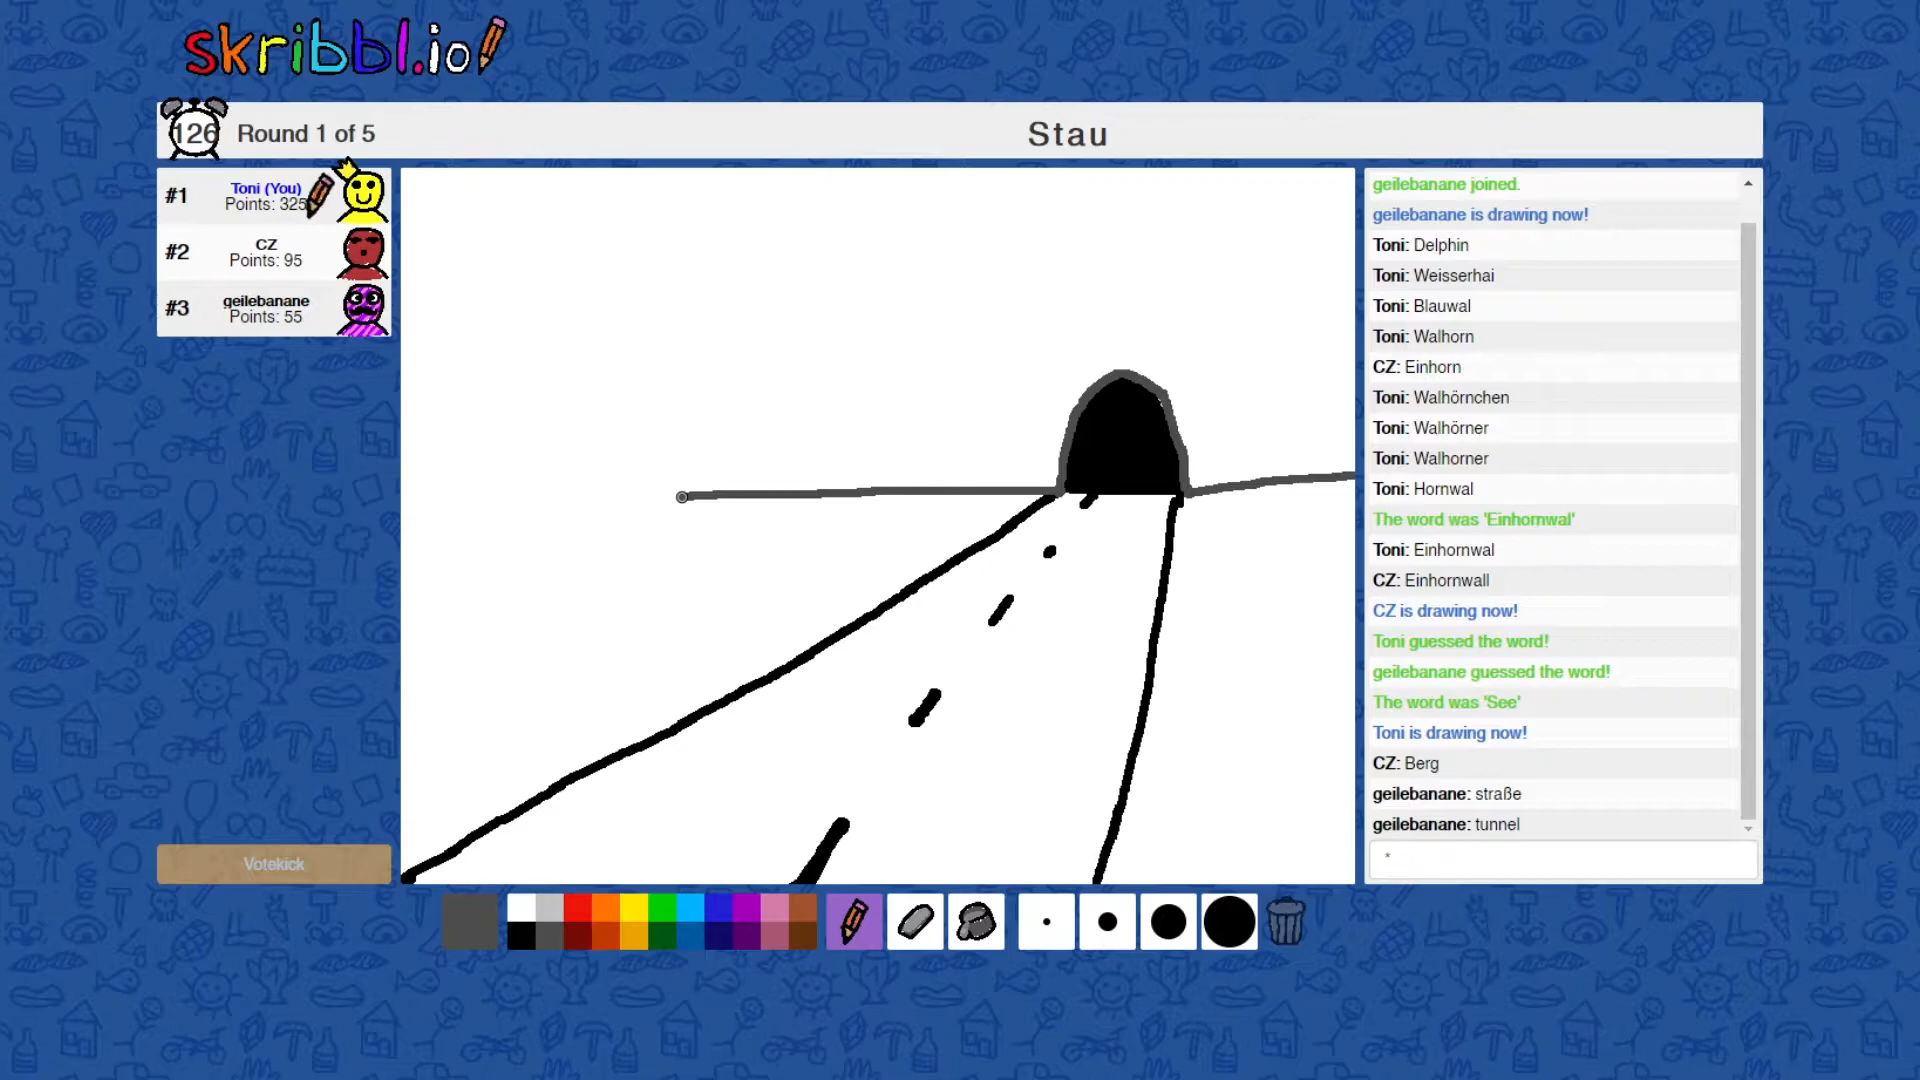 skribbl.io
126
Round 1 of 5
Stau
#1
Toni (You)
Points: 325
#2
CZ
Points: 95
#3
geilebanane
Points: 55
Votekick
geilebanane joined.
geilebanane is drawing now!
Toni: Delphin
Toni: Weisserhai
Toni: Blauwal
Toni: Walhorn
CZ: Einhorn
Toni: Walhörnchen
Toni: Walhörner
Toni: Walhorner
Toni: Hornwal
The word was 'Einhornwal'
Toni: Einhornwal
CZ: Einhornwall
CZ is drawing now!
Toni guessed the word!
geilebanane guessed the word!
The word was 'See'
Toni is drawing now!
CZ: Berg
geilebanane: straße
geilebanane: tunnel
*